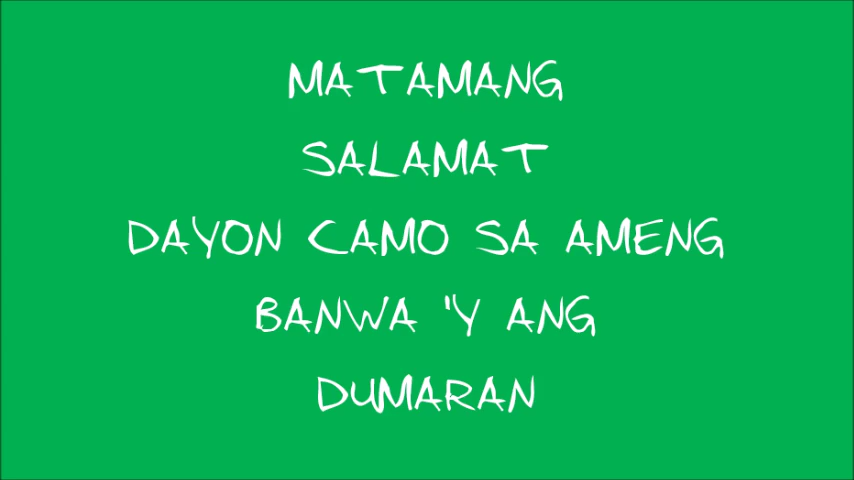 MATAMANG
SALAMAT
DAYON CAMO SA AMENG
BANWA 'Y ANG
DUMARAN